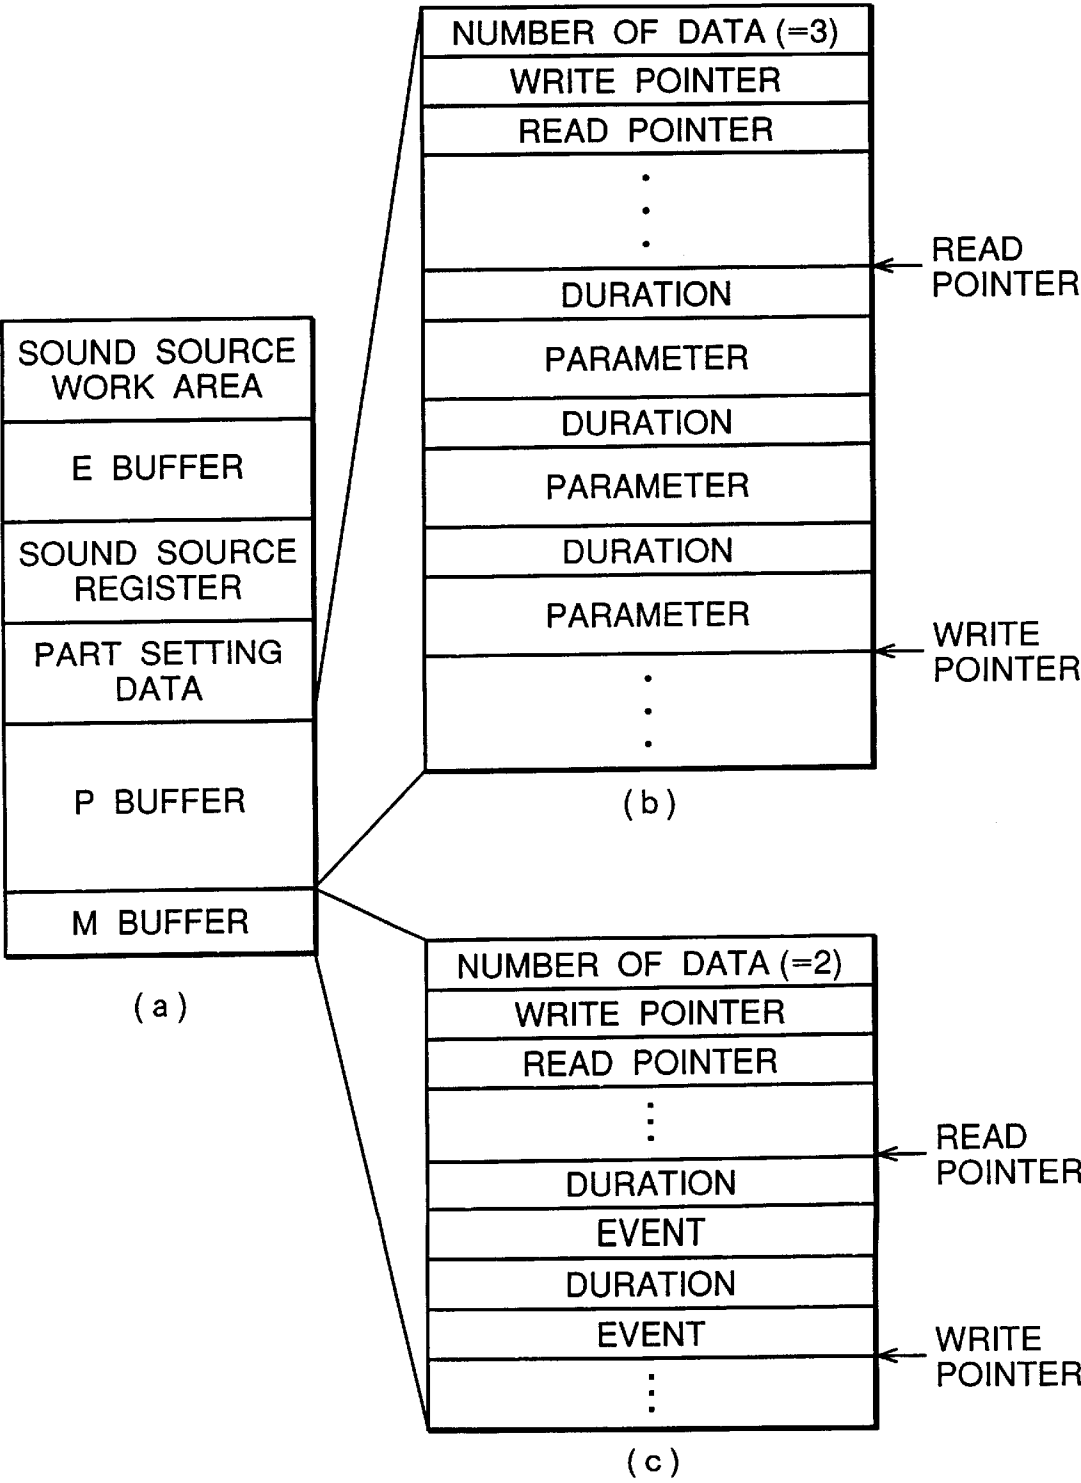 SOUND SOURCE
WORK AREA
E BUFFER
SOUND SOURCE
REGISTER
PART SETTING
DATA
P BUFFER
M BUFFER
(a)
NUMBER OF DATA (=3)
WRITE POINTER
READ POINTER
DURATION
PARAMETER
DURATION
PARAMETER
DURATION
PARAMETER
READ
POINTER
WRITE
POINTER
(b)
NUMBER OF DATA (=2)
WRITE POINTER
READ POINTER
DURATION
EVENT
DURATION
EVENT
READ
POINTER
WRITE
POINTER
(c)